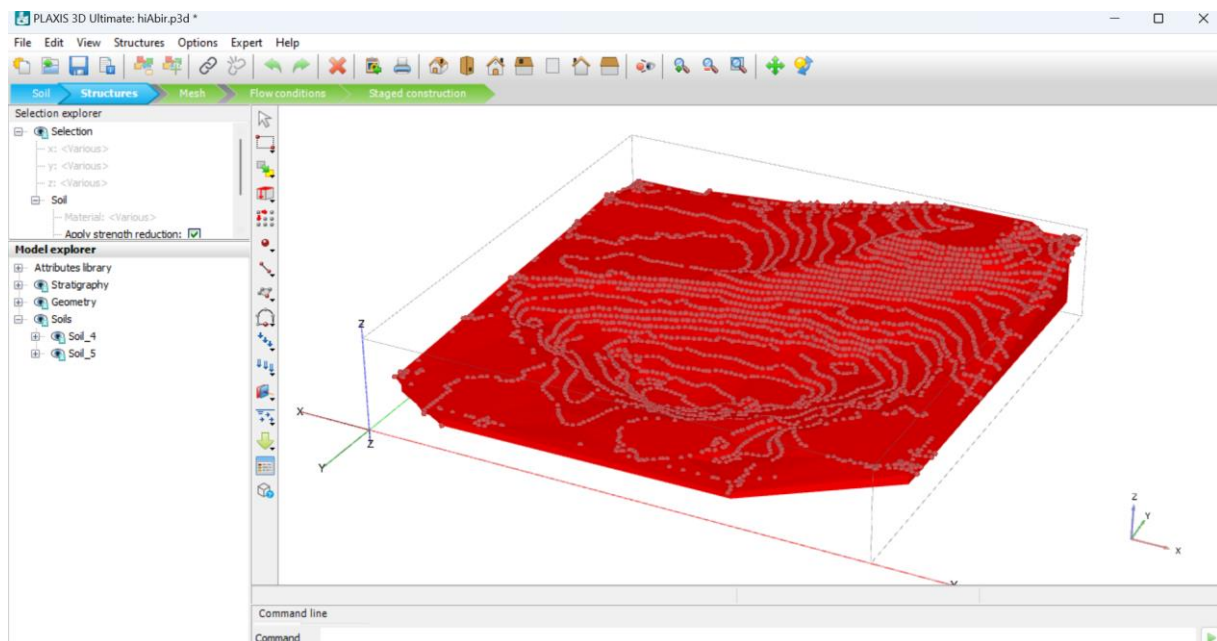 PLAXIS 3D Ultimate: hiAbir.p3d *
File Edit View Structures Options Expert Help
Soil Structures Mesh Flow conditions Staged construction
Selection explorer
Selection
x: <Various>
y: <Various>
z: <Various>
Soil
Material: <Various>
Apply strength reduction:
Model explorer
Attributes library
Stratigraphy
Geometry
Soils
Soil_4
Soil_5
Z
X
Z
Y
Z
Y
X
Command line
Command